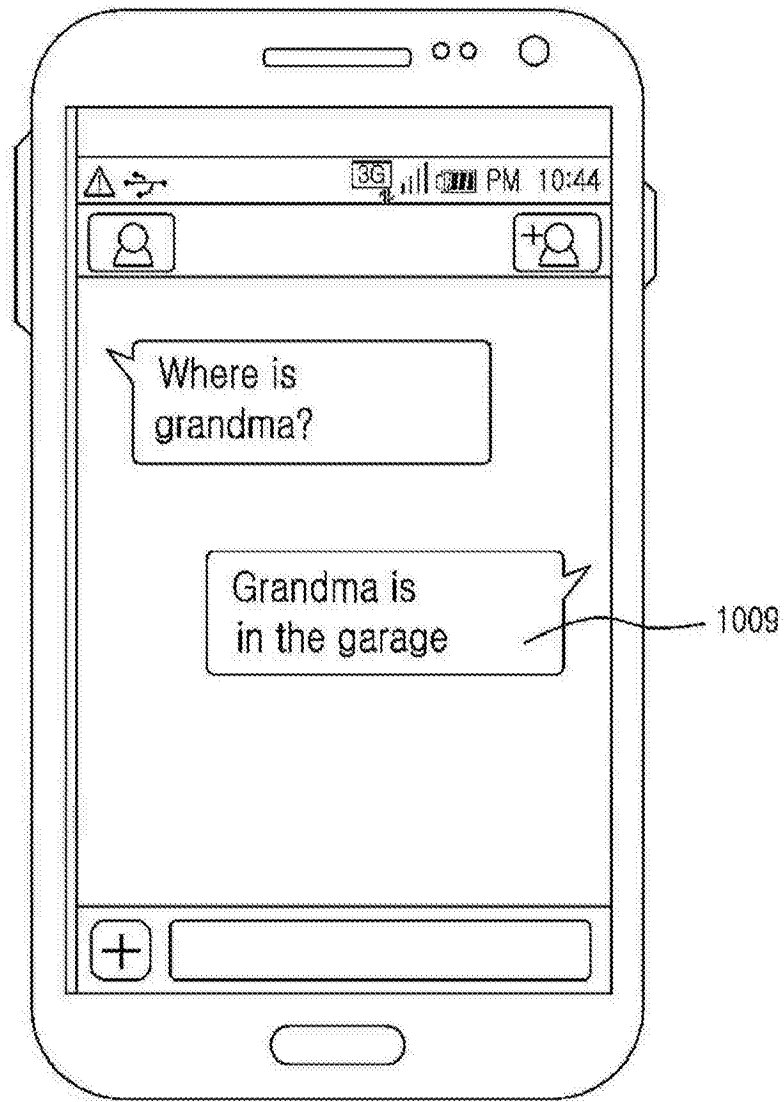 3G PM 10:44
Where is
grandma?
Grandma is
in the garage
1009